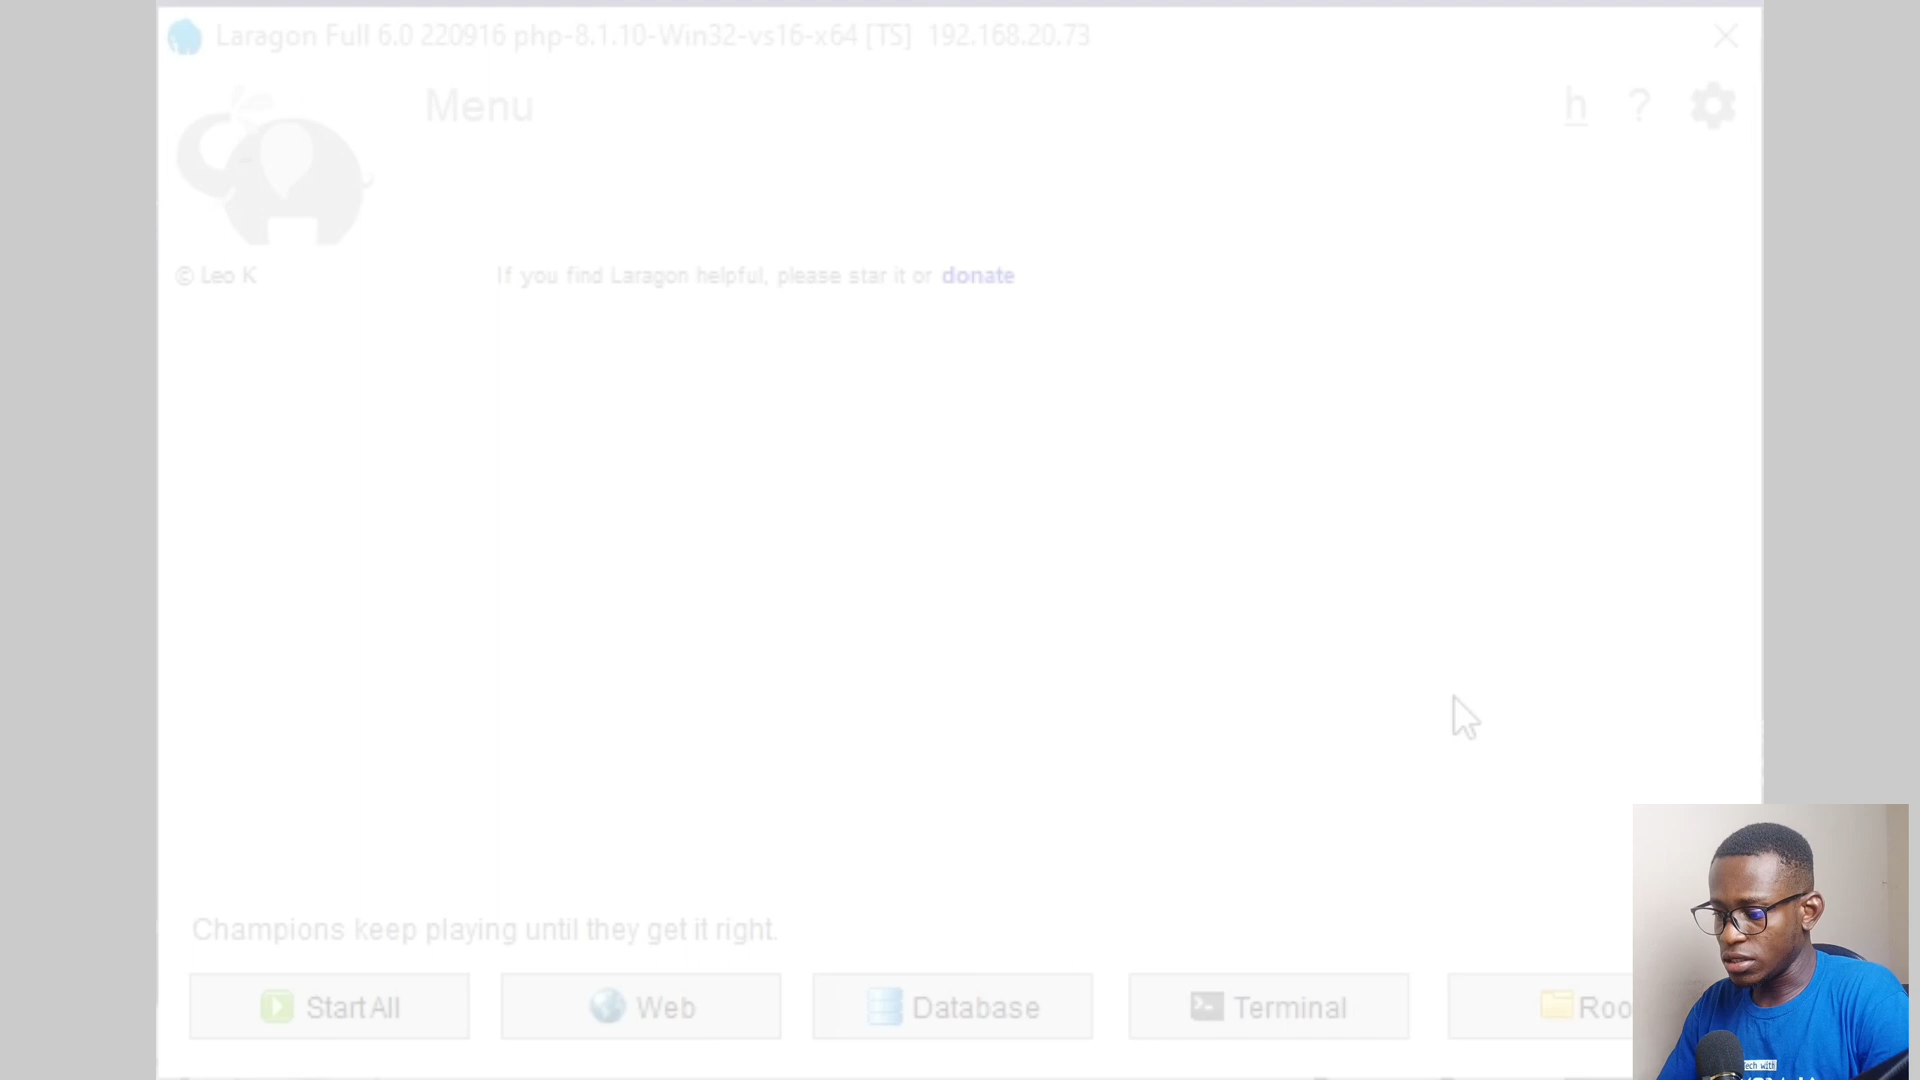 Laragon Full 6.0 220916 php-8.1.10-Win32-vs16-x64 [TS] 192.168.20.73
Menu
h ?
© Leo K
If you find Laragon helpful, please star it or donate
Champions keep playing until they get it right.
Start All
Web
Database
Terminal
Roo
Tech with